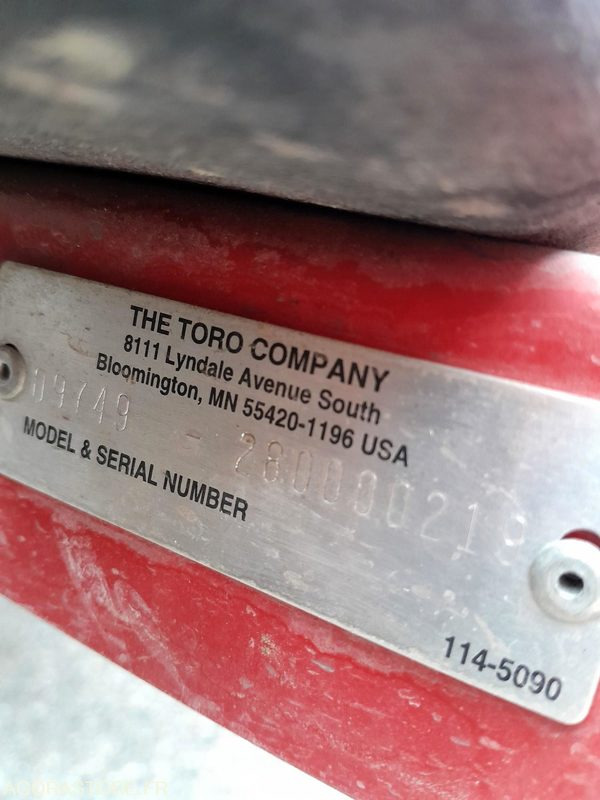 THE TORO COMPANY
8111 Lyndale Avenue South
Bloomington, MN 55420-1196 USA
09749 -
MODEL & SERIAL NUMBER
114-5090
AGORASTORE.FR